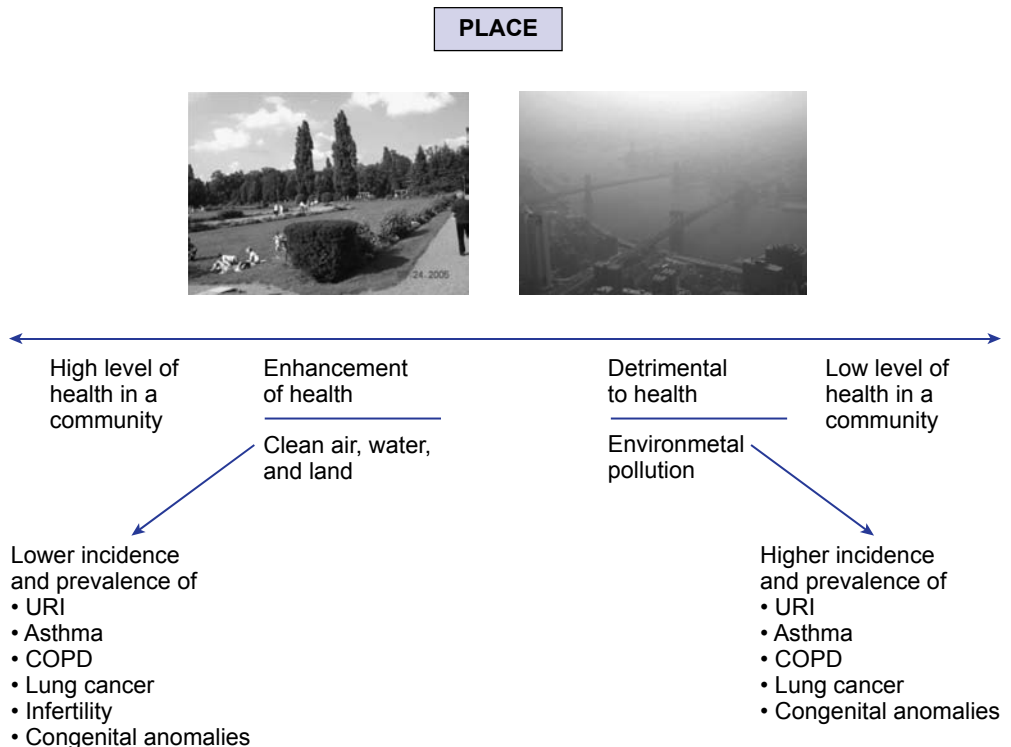 PLACE
24.2005
High level of
health in a
community
Enhancement
of health
Clean air, water,
and land
Detrimental
to health
Environmetal
pollution
Low level of
health in a
community
Lower incidence
and prevalence of
• URI
• Asthma
• COPD
• Lung cancer
• Infertility
• Congenital anomalies
Higher incidence
and prevalence of
• URI
• Asthma
• COPD
• Lung cancer
• Congenital anomalies